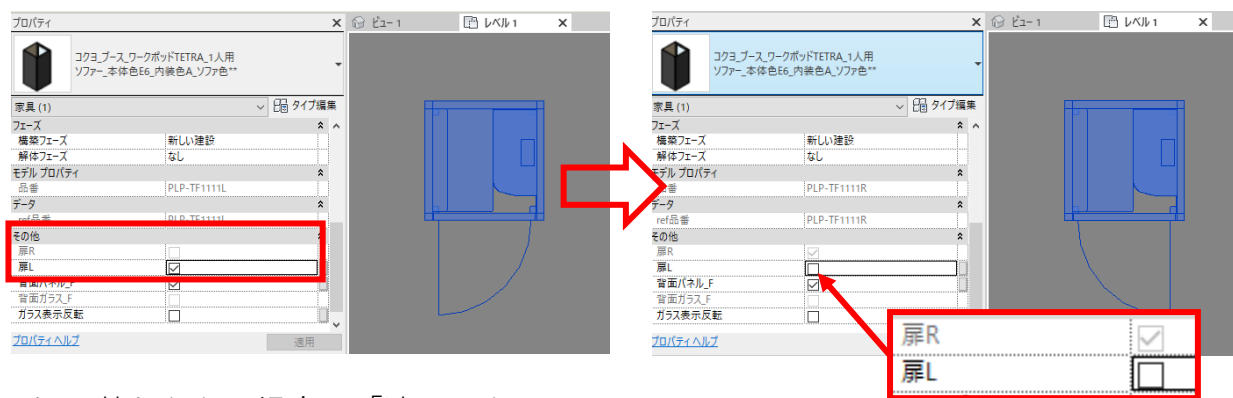 プロパティ
コクヨ_ブース_ワークポッドTETRA_1人用
ソファー_本体色E6_内装色A_ソファ色**
家具 (1)
タイプ編集
フェーズ
構築フェーズ 新しい建設
解体フェーズ なし
モデル プロパティ
品番 PLP-TF1111L
データ
ref品番 PLP-TF1111L
その他
扉R
扉L
背面パネル_F
背面ガラス_F
ガラス表示反転
プロパティ ヘルプ
適用
ビュー 1
レベル 1
プロパティ
コクヨ_ブース_ワークポッドTETRA_1人用
ソファー_本体色E6_内装色A_ソファ色**
家具 (1)
タイプ編集
フェーズ
構築フェーズ 新しい建設
解体フェーズ なし
モデル プロパティ
品番 PLP-TF1111R
データ
ref品番 PLP-TF1111R
その他
扉R
扉L
背面パネル_F
背面ガラス_F
ガラス表示反転
プロパティ ヘルプ
ビュー 1
レベル 1
扉R
扉L